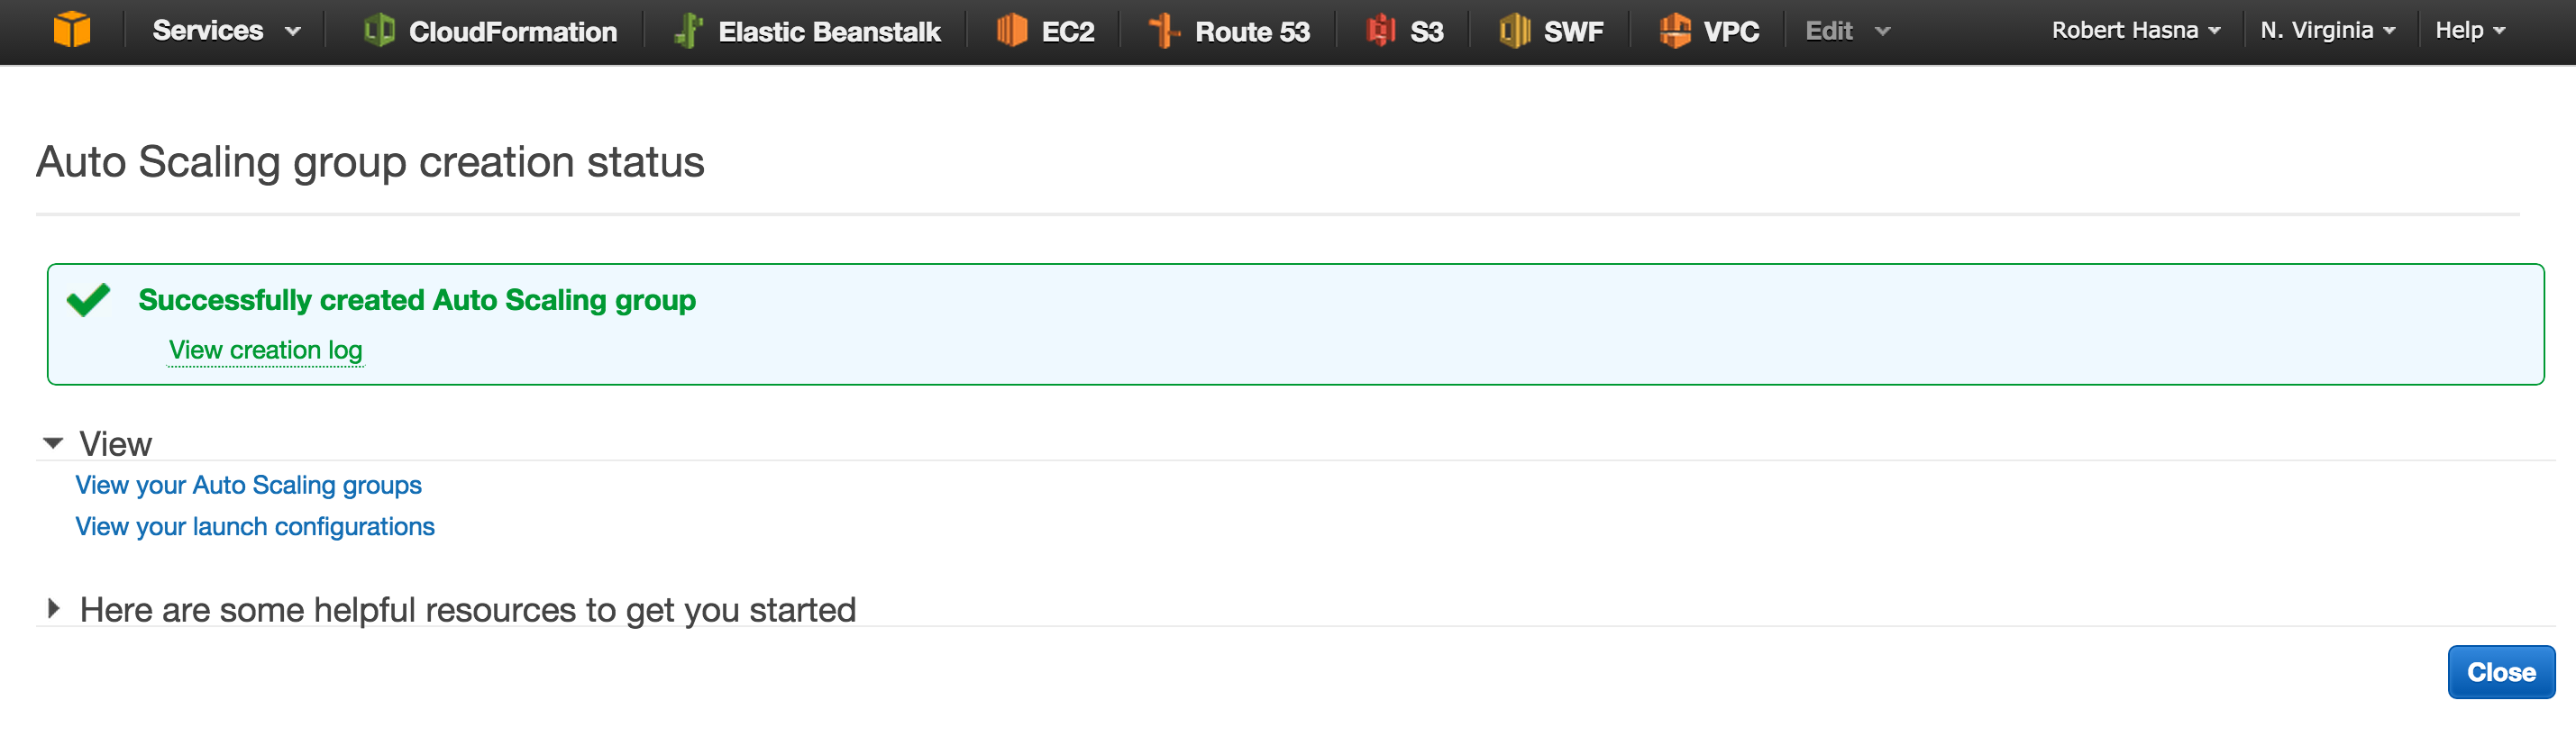 Services CloudFormation Elastic Beanstalk EC2 Route 53 S3 SWF VPC Edit Robert Hasna N. Virginia Help
Auto Scaling group creation status
Successfully created Auto Scaling group
View creation log
View
View your Auto Scaling groups
View your launch configurations
Here are some helpful resources to get you started
Close